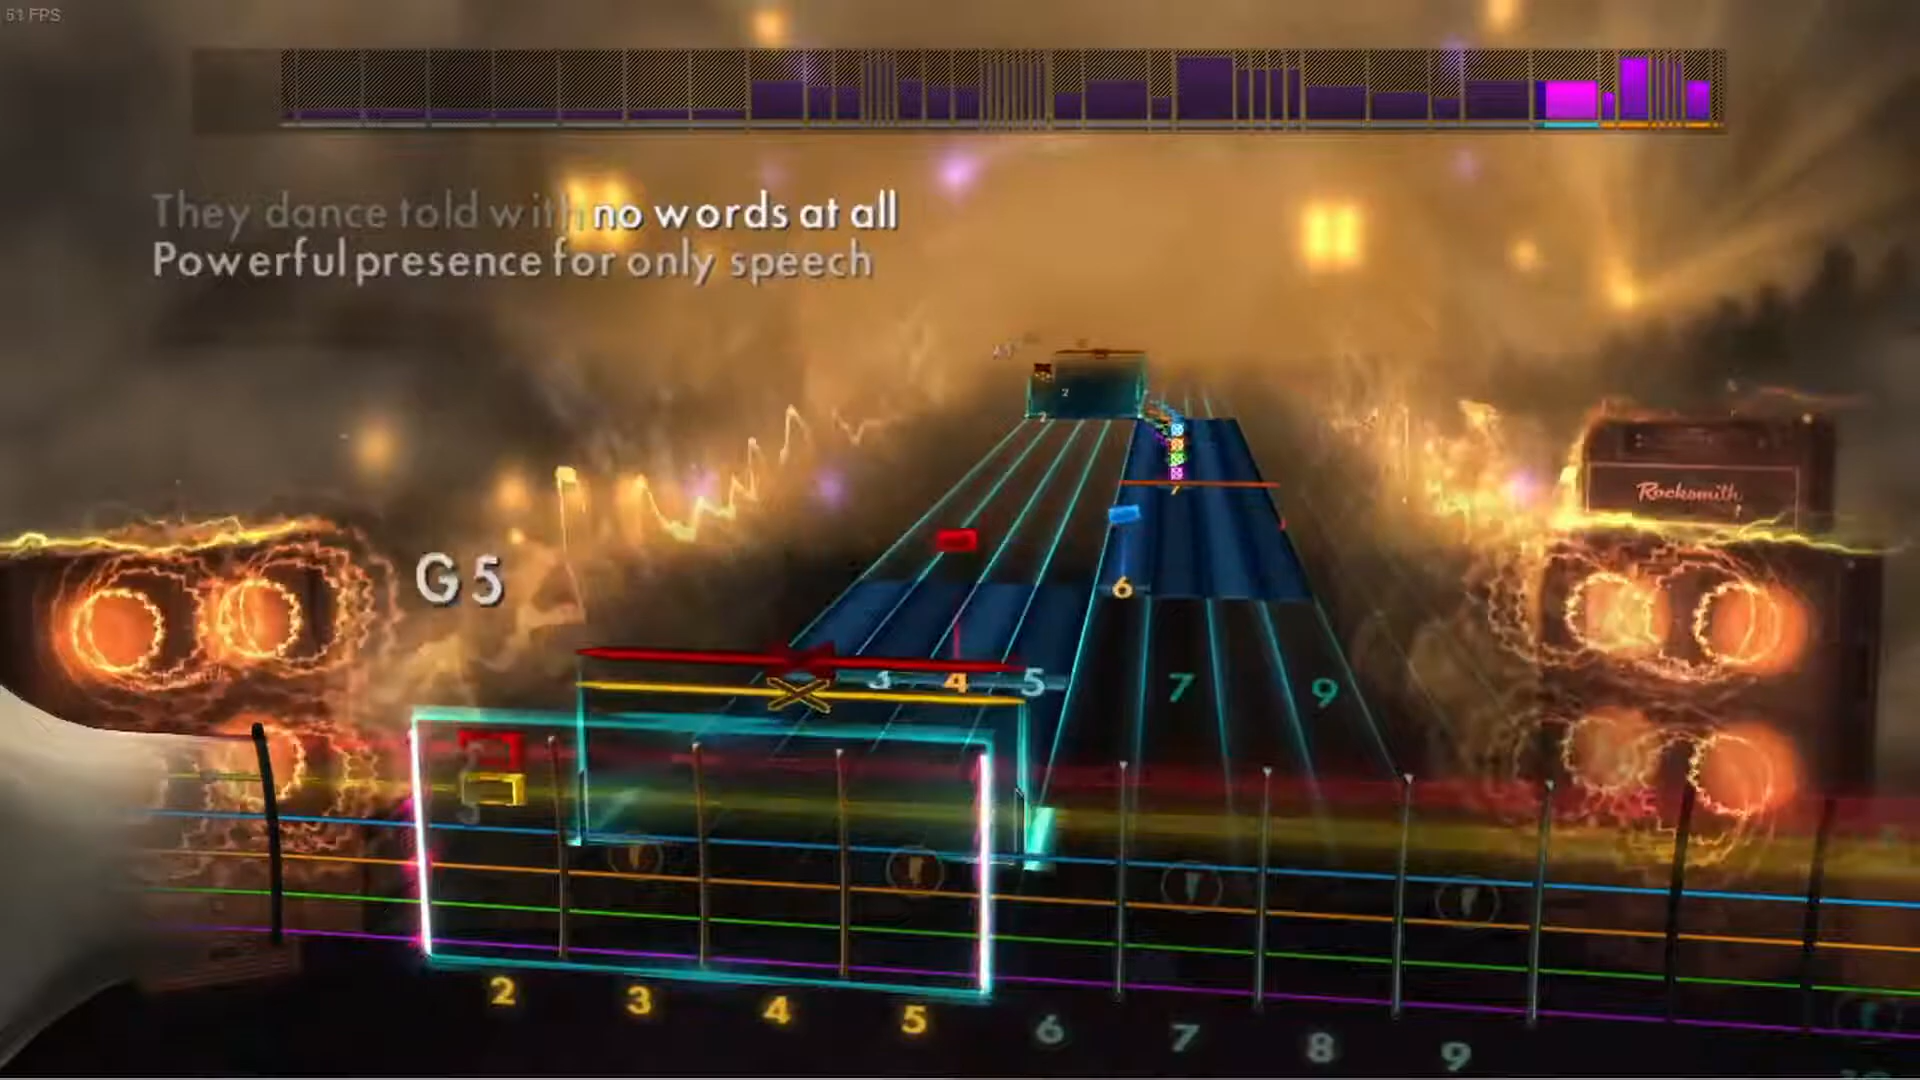 51 FPS
They dance told with no words at all
Powerful presence for only speech
Rocksmith
G5
6
3 4 5 7 9
2 3 4 5 6 7 8 9